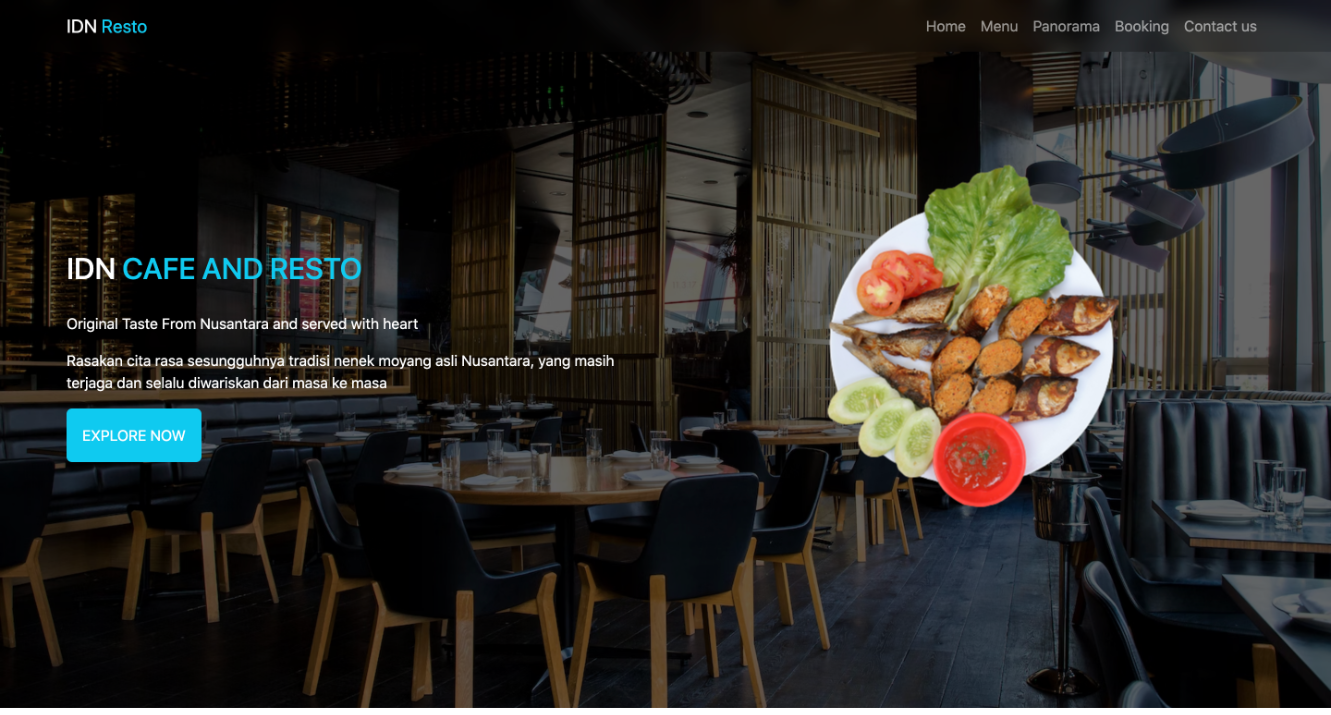 IDN Resto
Home Menu Panorama Booking Contact us
IDN CAFE AND RESTO
Original Taste From Nusantara and served with heart
Rasakan cita rasa sesungguhnya tradisi nenek moyang asli Nusantara, yang masih
terjaga dan selalu diwariskan dari masa ke masa
EXPLORE NOW